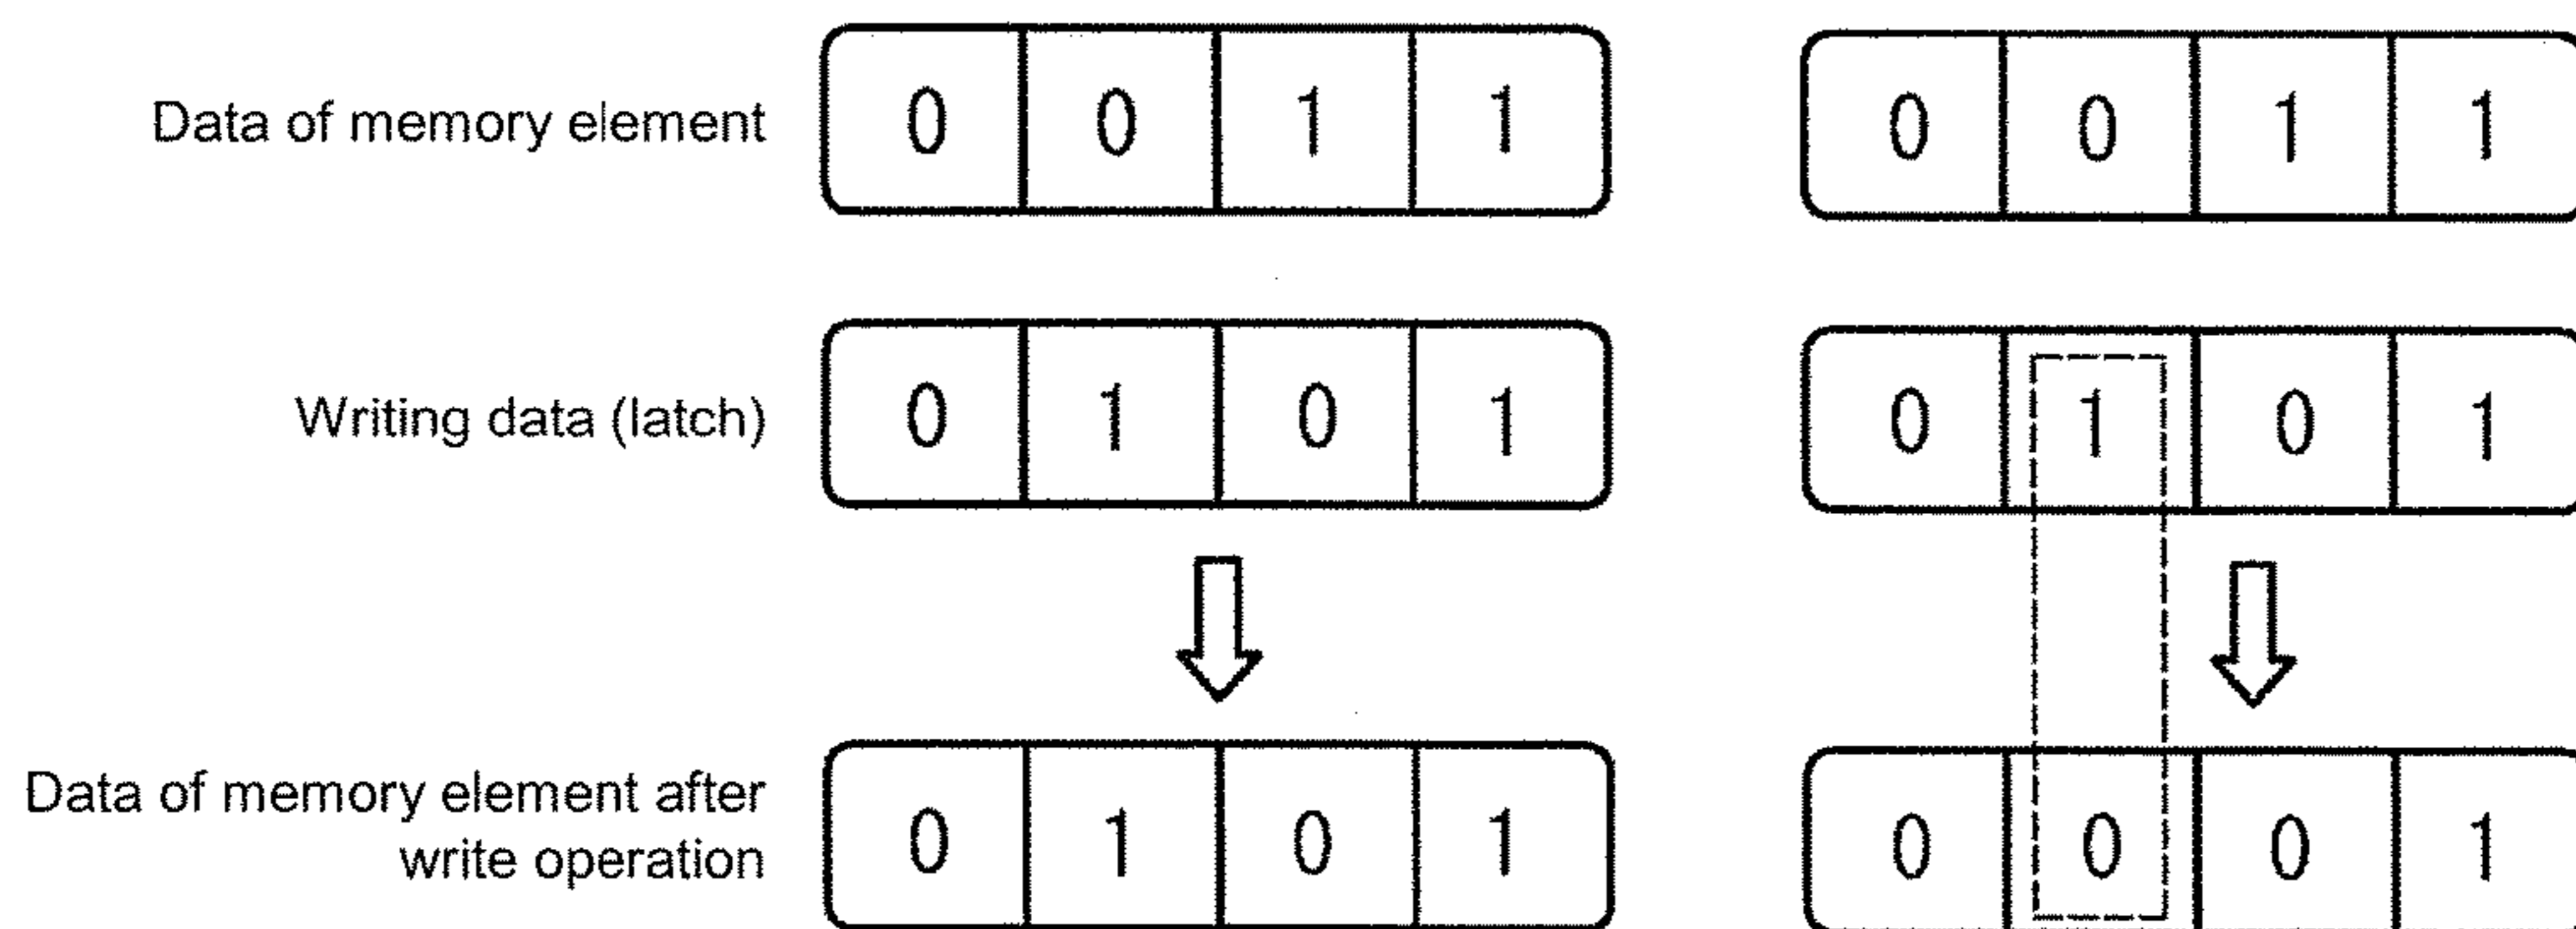 Data of memory element 0 0 1 1 0 0 1 1
Writing data (latch) 0 1 0 1 0 1 0 1
Data of memory element after
write operation 0 1 0 1 0 0 0 1